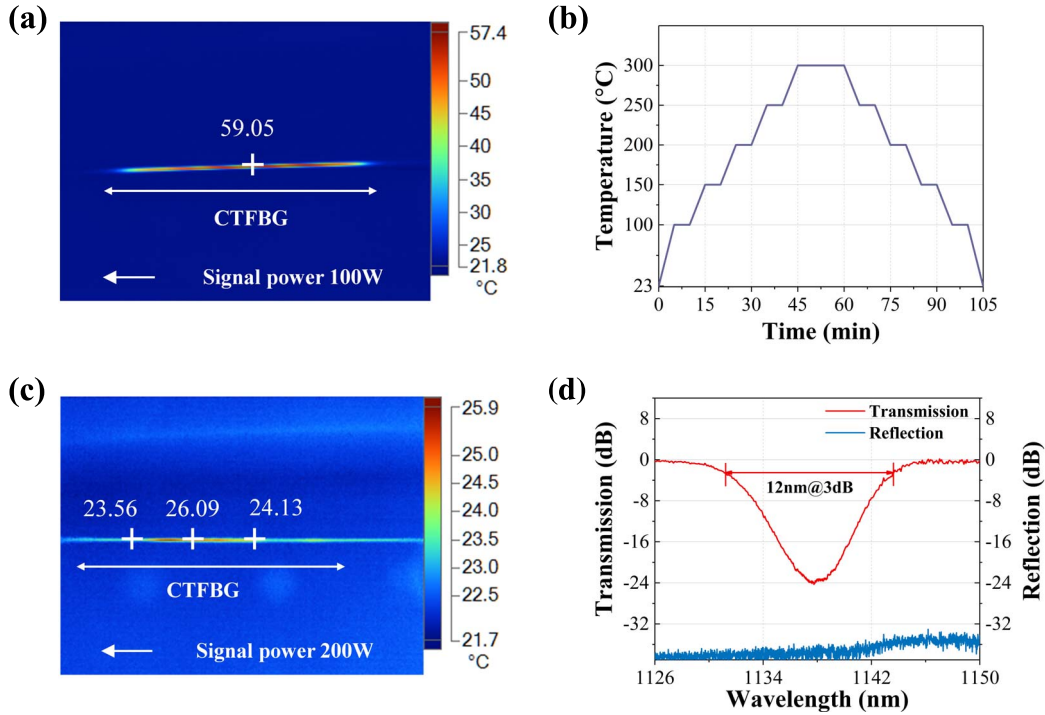 (a)
59.05
CTFBG
Signal power 100W
57.4
50
45
40
35
30
25
21.8
°C
(b)
Temperature (°C)
300
250
200
150
100
23
0 15 30 45 60 75 90 105
Time (min)
(c)
23.56 26.09 24.13
CTFBG
Signal power 200W
25.9
25.0
24.5
24.0
23.5
23.0
22.5
21.7
°C
(d)
Transmission (dB)
8
0
-8
-16
-24
-32
Transmission
Reflection
12nm@3dB
8
0
-8
-16
-24
-32
Reflection (dB)
1126 1134 1142 1150
Wavelength (nm)